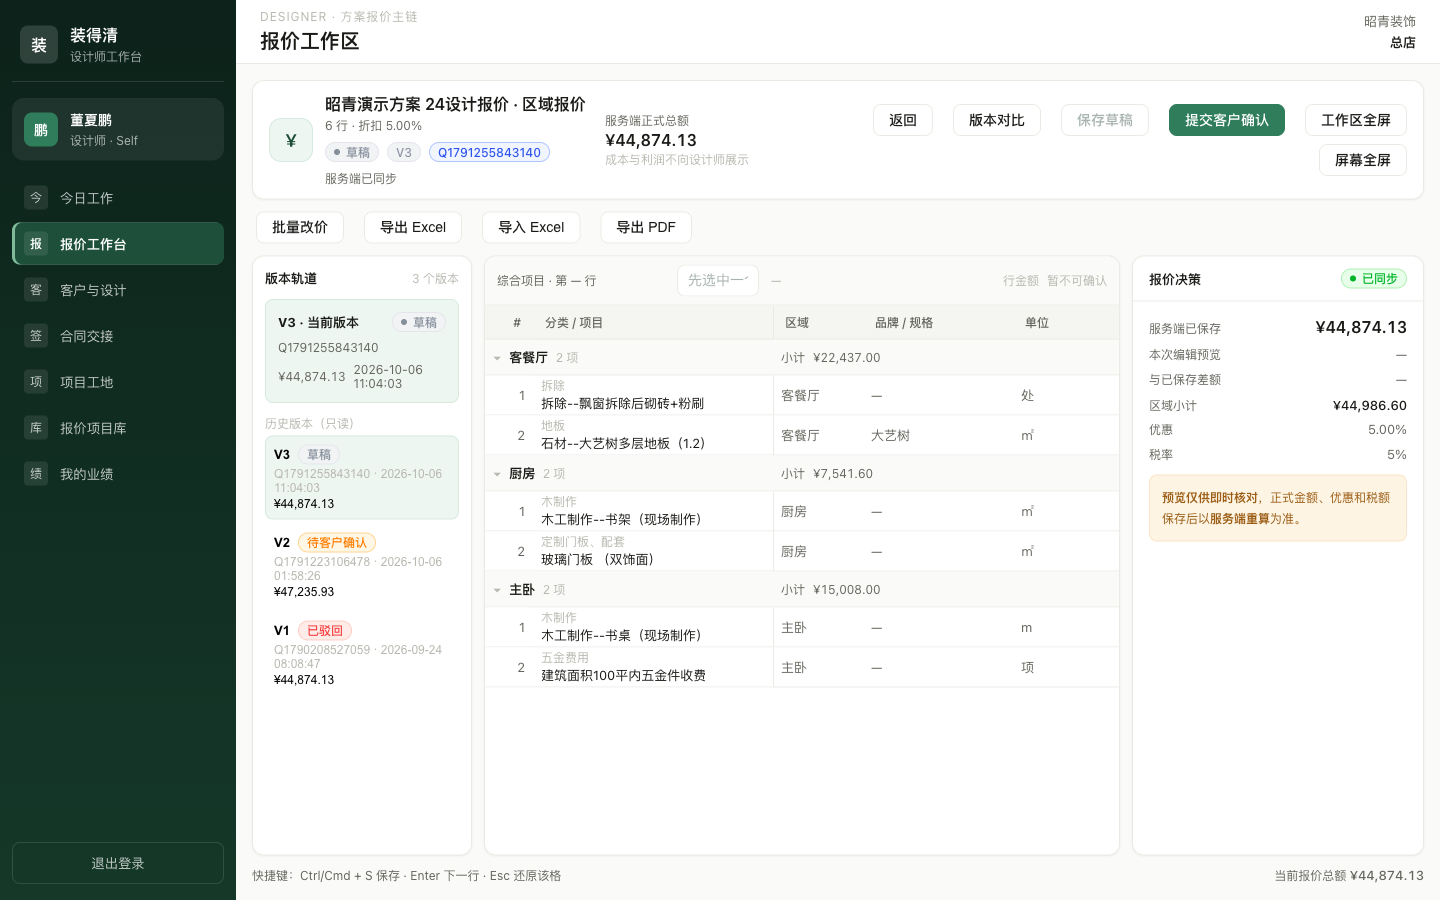 装
装得清
设计师工作台
鹏
董夏鹏
设计师 · Self
今 今日工作
报 报价工作台
客 客户与设计
签 合同交接
项 项目工地
库 报价项目库
绩 我的业绩
退出登录
DESIGNER · 方案报价主链
报价工作区
昭青装饰
总店
¥
昭青演示方案 24设计报价 · 区域报价
6 行 · 折扣 5.00%
草稿 V3 Q1791255843140
服务端已同步
服务端正式总额
¥44,874.13
成本与利润不向设计师展示
返回 版本对比 保存草稿 提交客户确认 工作区全屏
屏幕全屏
批量改价 导出 Excel 导入 Excel 导出 PDF
版本轨道 3 个版本
V3 · 当前版本 草稿
Q1791255843140
¥44,874.13 2026-10-06
11:04:03
历史版本（只读）
V3 草稿
Q1791255843140 · 2026-10-06
11:04:03
¥44,874.13
V2 待客户确认
Q1791223106478 · 2026-10-06
01:58:26
¥47,235.93
V1 已驳回
Q1790208527059 · 2026-09-24
08:08:47
¥44,874.13
综合项目 · 第 — 行 先选中一 — 行金额 暂不可确认
# 分类 / 项目 区域 品牌 / 规格 单位
客餐厅 2 项 小计 ¥22,437.00
拆除
1 拆除--飘窗拆除后砌砖+粉刷 客餐厅 — 处
地板
2 石材--大艺树多层地板（1.2） 客餐厅 大艺树 ㎡
厨房 2 项 小计 ¥7,541.60
木制作
1 木工制作--书架（现场制作） 厨房 — ㎡
定制门板、配套
2 玻璃门板 （双饰面） 厨房 — ㎡
主卧 2 项 小计 ¥15,008.00
木制作
1 木工制作--书桌（现场制作） 主卧 — m
五金费用
2 建筑面积100平内五金件收费 主卧 — 项
报价决策 已同步
服务端已保存 ¥44,874.13
本次编辑预览 —
与已保存差额 —
区域小计 ¥44,986.60
优惠 5.00%
税率 5%
预览仅供即时核对，正式金额、优惠和税额
保存后以服务端重算为准。
快捷键：Ctrl/Cmd + S 保存 · Enter 下一行 · Esc 还原该格
当前报价总额 ¥44,874.13